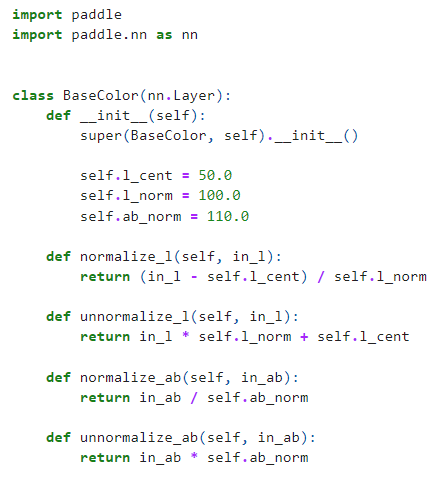 import paddle
import paddle.nn as nn
class BaseColor(nn.Layer):
    def __init__(self):
        super(BaseColor, self).__init__()
        self.l_cent = 50.0
        self.l_norm = 100.0
        self.ab_norm = 110.0
    def normalize_l(self, in_l):
        return (in_l - self.l_cent) / self.l_norm
    def unnormalize_l(self, in_l):
        return in_l * self.l_norm + self.l_cent
    def normalize_ab(self, in_ab):
        return in_ab / self.ab_norm
    def unnormalize_ab(self, in_ab):
        return in_ab * self.ab_norm